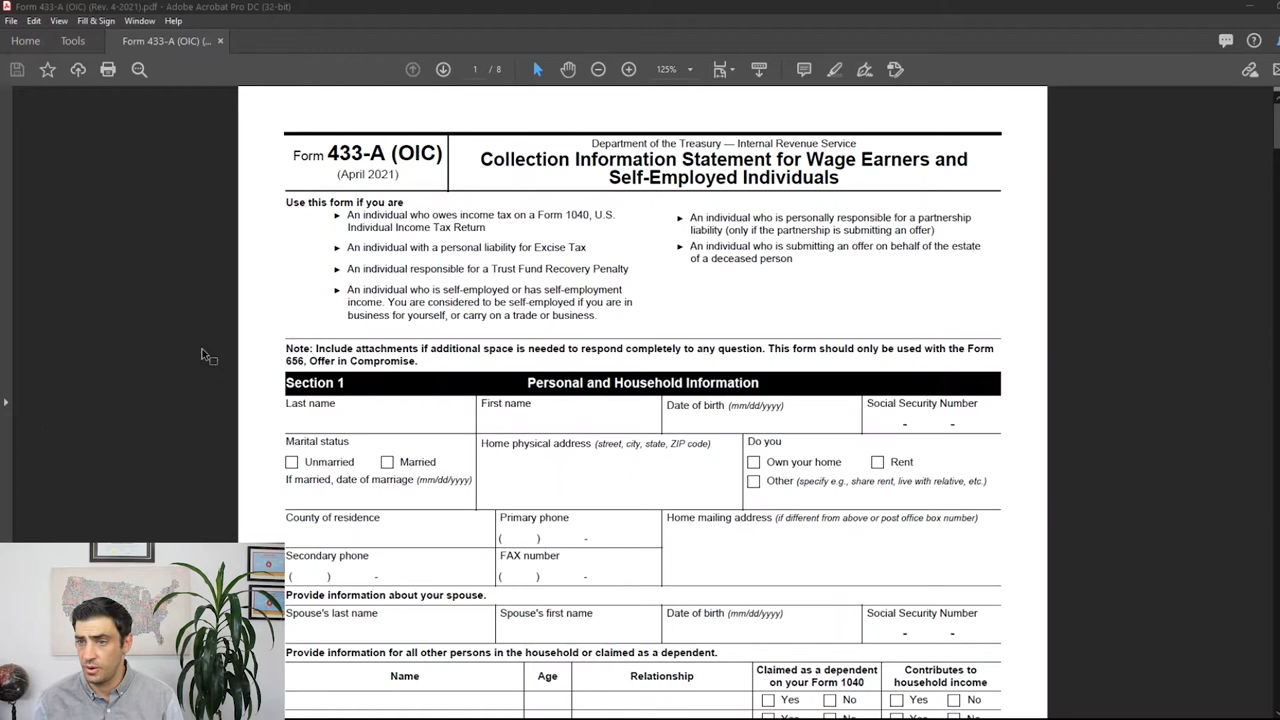 Form 433-A (OIC) (Rev. 4-2021).pdf - Adobe Acrobat Pro DC (32-bit)
File Edit View Fill & Sign Window Help
Home Tools Form 433-A (OIC) (... ×
1 / 8 125%
Form 433-A (OIC)
(April 2021)
Department of the Treasury — Internal Revenue Service
Collection Information Statement for Wage Earners and
Self-Employed Individuals
Use this form if you are
► An individual who owes income tax on a Form 1040, U.S.
Individual Income Tax Return
► An individual with a personal liability for Excise Tax
► An individual responsible for a Trust Fund Recovery Penalty
► An individual who is self-employed or has self-employment
income. You are considered to be self-employed if you are in
business for yourself, or carry on a trade or business.
► An individual who is personally responsible for a partnership
liability (only if the partnership is submitting an offer)
► An individual who is submitting an offer on behalf of the estate
of a deceased person
Note: Include attachments if additional space is needed to respond completely to any question. This form should only be used with the Form
656, Offer in Compromise.
Section 1 Personal and Household Information
Last name First name Date of birth (mm/dd/yyyy) Social Security Number
- -
Marital status
Unmarried Married
If married, date of marriage (mm/dd/yyyy)
Home physical address (street, city, state, ZIP code)
Do you
Own your home Rent
Other (specify e.g., share rent, live with relative, etc.)
County of residence Primary phone Home mailing address (if different from above or post office box number)
( ) -
Secondary phone FAX number
( ) - ( ) -
Provide information about your spouse.
Spouse's last name Spouse's first name Date of birth (mm/dd/yyyy) Social Security Number
- -
Provide information for all other persons in the household or claimed as a dependent.
Name Age Relationship
Claimed as a dependent
on your Form 1040
Contributes to
household income
Yes No Yes No